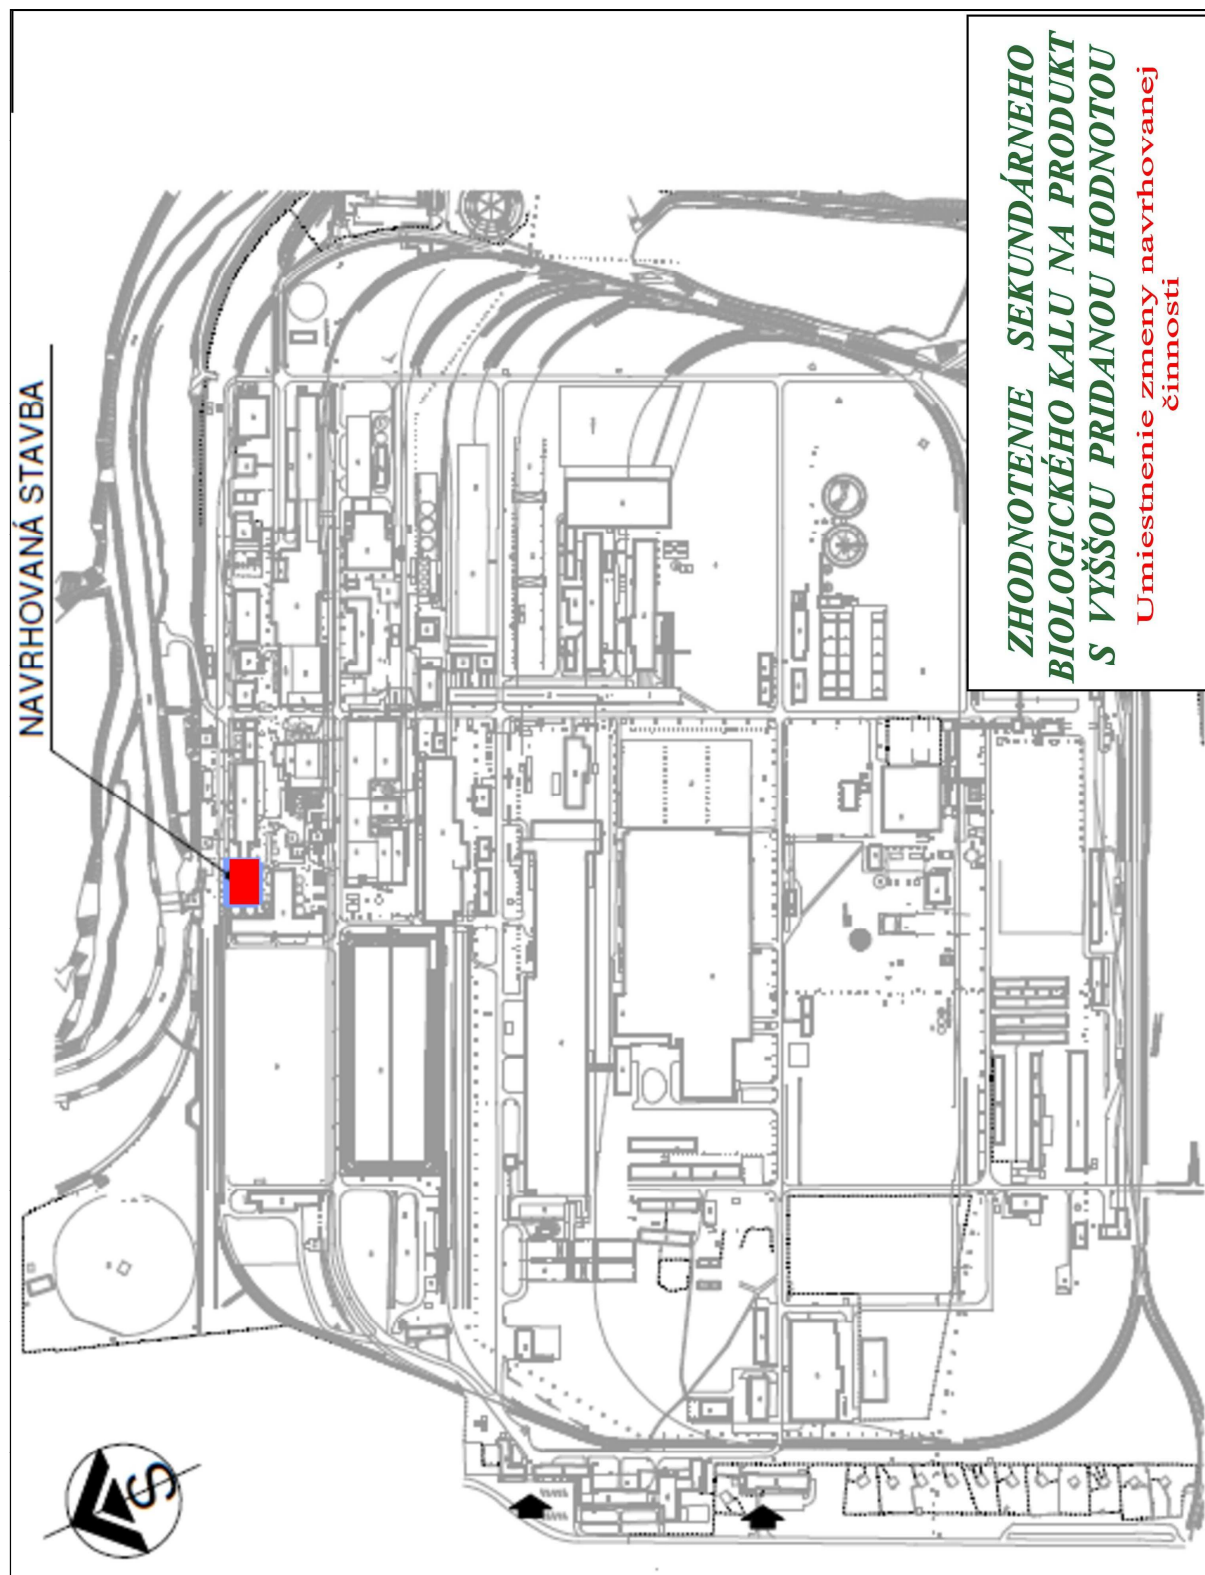 NAVRHOVANÁ STAVBA
ZHODNOTENIE SEKUNDÁRNEHO
BIOLOGICKÉHO KALU NA PRODUKT
S VYŠŠOU PRIDANOU HODNOTOU
Umiestnenie zmeny navrhovanej
činnosti
S